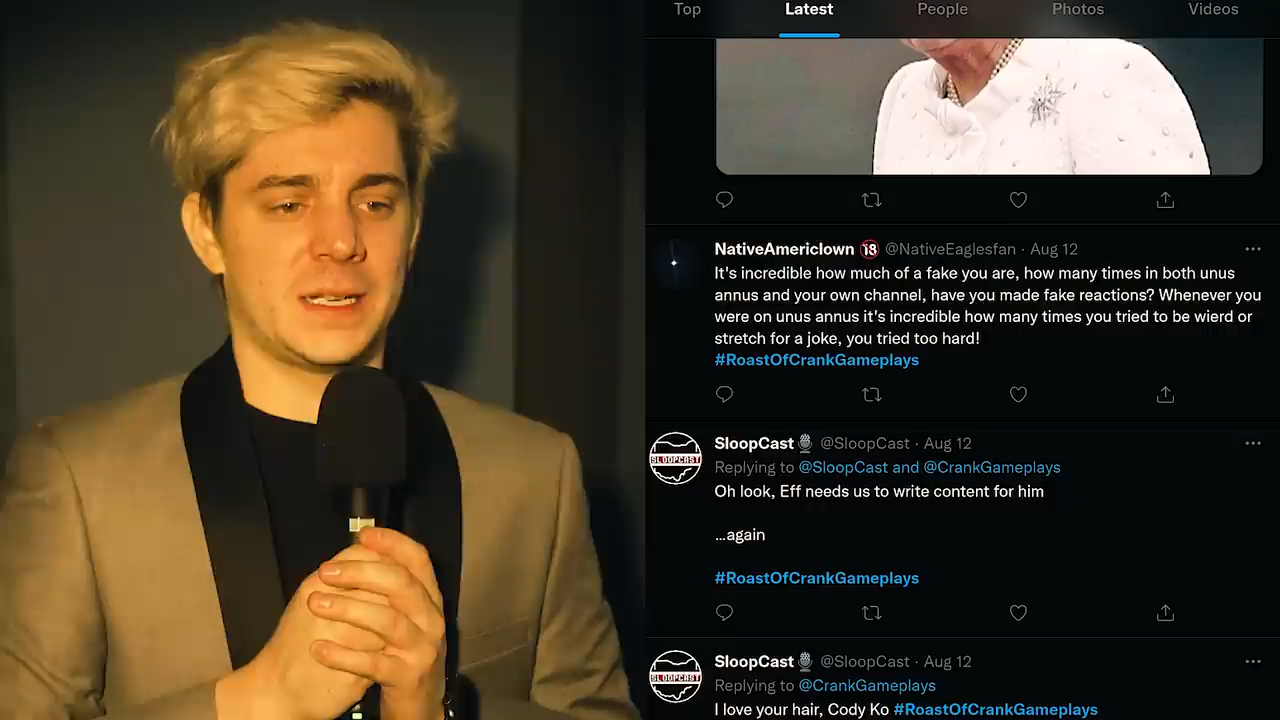 Top Latest People Photos Videos
NativeAmericlown 🔞 @NativeEaglesfan · Aug 12
It's incredible how much of a fake you are, how many times in both unus
annus and your own channel, have you made fake reactions? Whenever you
were on unus annus it's incredible how many times you tried to be wierd or
stretch for a joke, you tried too hard!
#RoastOfCrankGameplays
SLOOPCAST
SloopCast🎙 @SloopCast · Aug 12
Replying to @SloopCast and @CrankGameplays
Oh look, Eff needs us to write content for him
...again
#RoastOfCrankGameplays
SLOOPCAST
SloopCast🎙 @SloopCast · Aug 12
Replying to @CrankGameplays
I love your hair, Cody Ko #RoastOfCrankGameplays